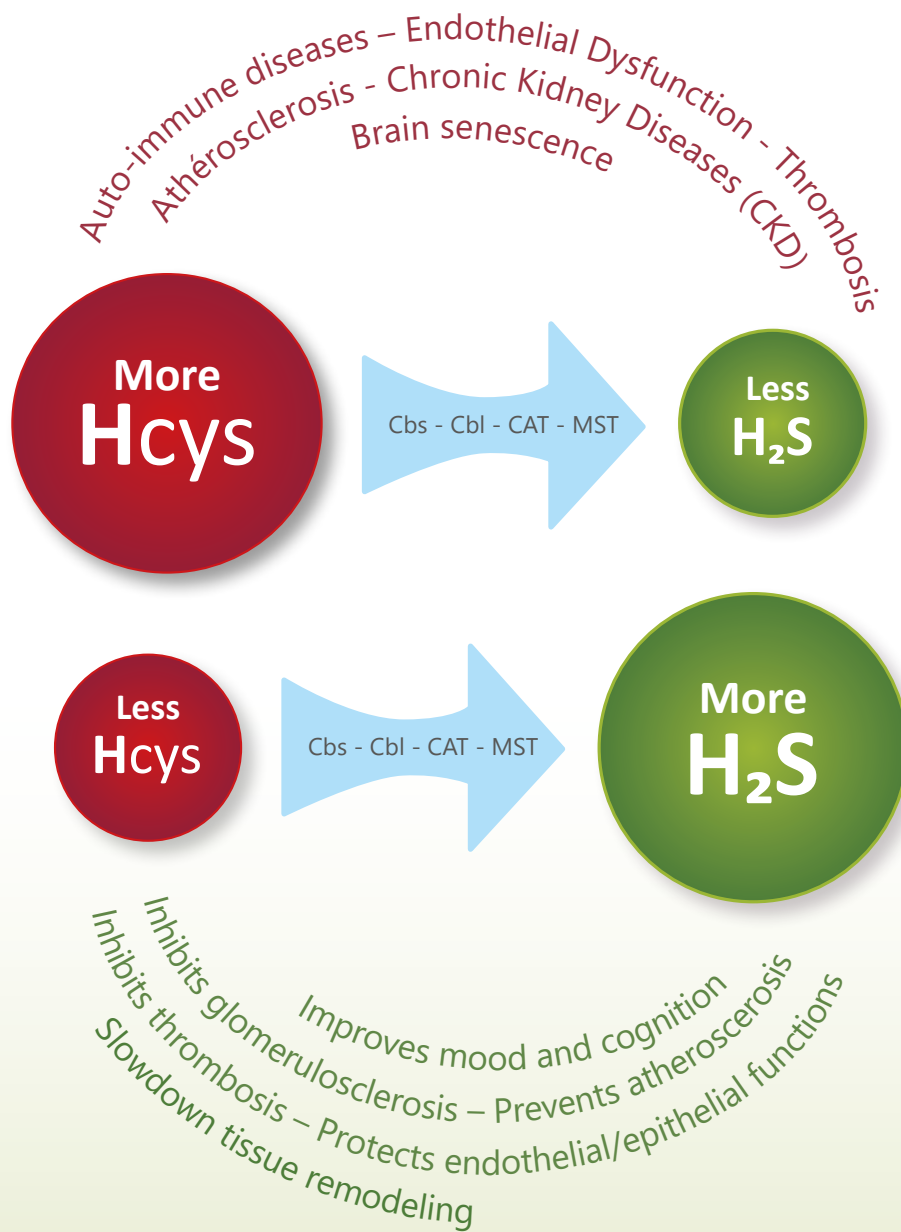 Auto-immune diseases – Endothelial Dysfunction - Thrombosis
Athérosclerosis - Chronic Kidney Diseases (CKD)
Brain senescence
More
Hcys
Cbs - Cbl - CAT - MST
Less
H₂S
Less
Hcys
Cbs - Cbl - CAT - MST
More
H₂S
Improves mood and cognition
Inhibits glomerulosclerosis – Prevents atheroscerosis
Inhibits thrombosis – Protects endothelial/epithelial functions
Slowdown tissue remodeling